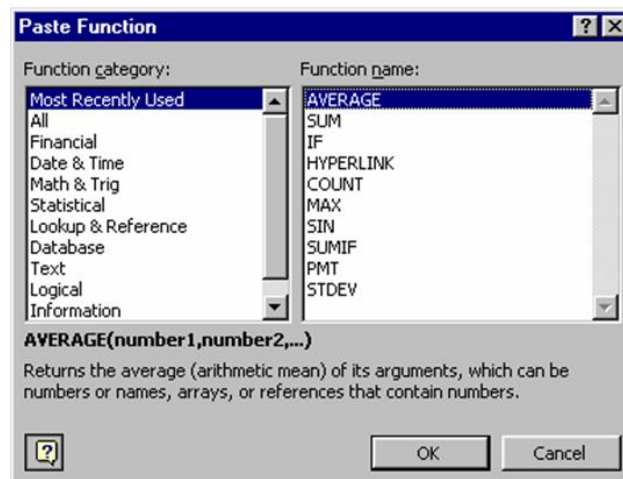 Paste Function
Function category:
Most Recently Used
All
Financial
Date & Time
Math & Trig
Statistical
Lookup & Reference
Database
Text
Logical
Information
Function name:
AVERAGE
SUM
IF
HYPERLINK
COUNT
MAX
SIN
SUMIF
PMT
STDEV
AVERAGE(number1,number2,...)
Returns the average (arithmetic mean) of its arguments, which can be
numbers or names, arrays, or references that contain numbers.
OK
Cancel